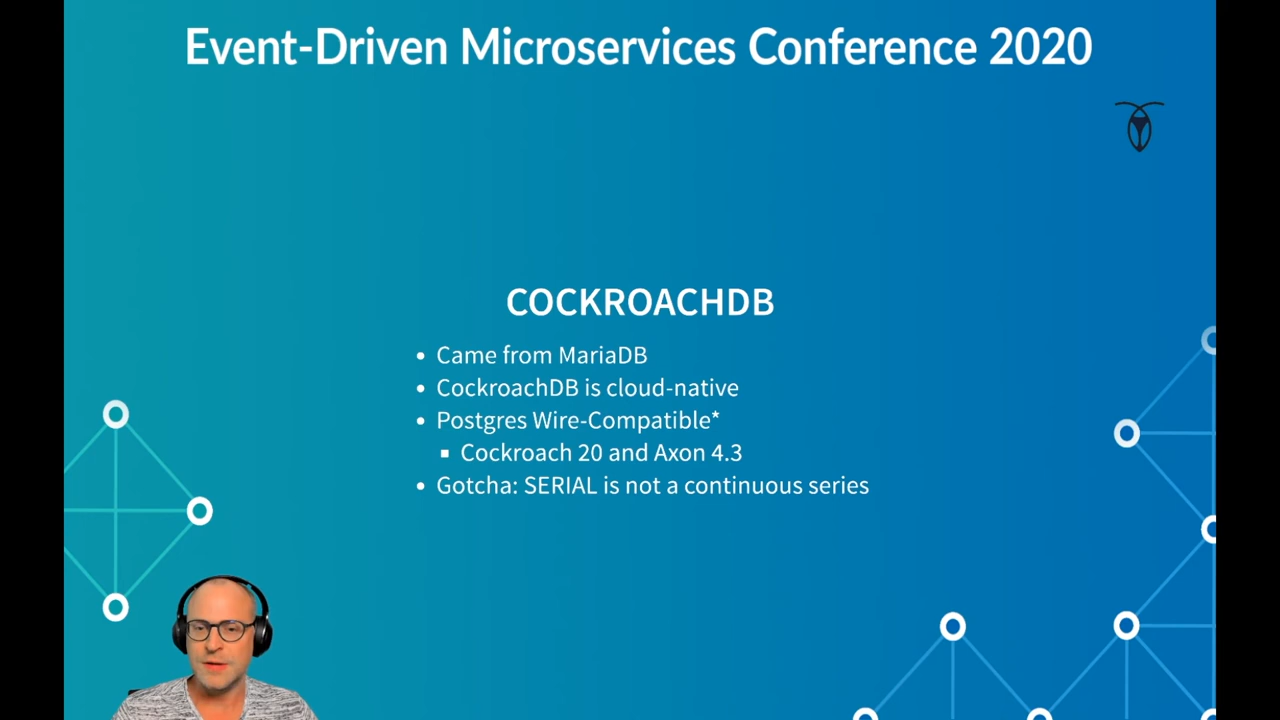 Event-Driven Microservices Conference 2020
COCKROACHDB
• Came from MariaDB
• CockroachDB is cloud-native
• Postgres Wire-Compatible*
▪ Cockroach 20 and Axon 4.3
• Gotcha: SERIAL is not a continuous series